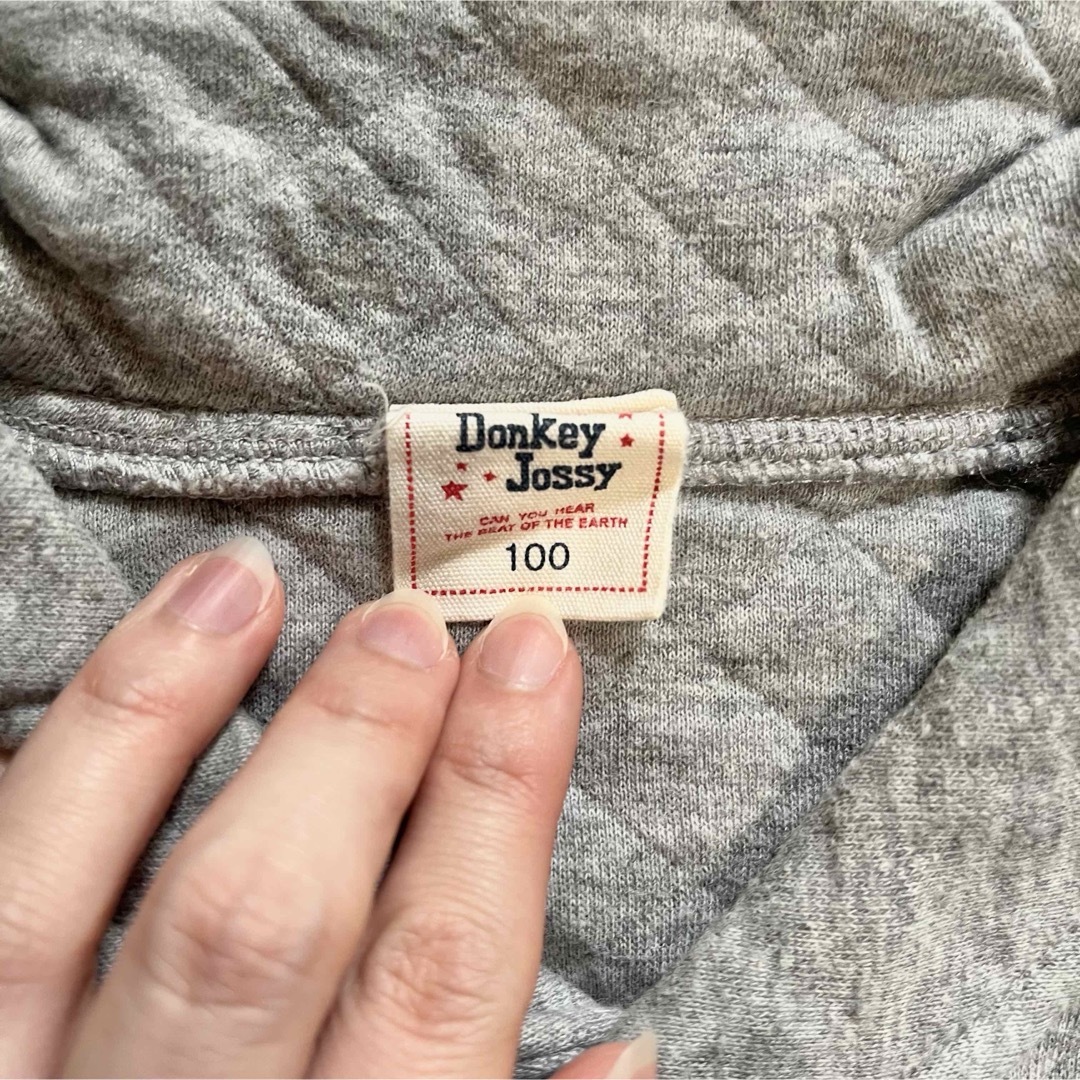 Donkey
Jossy
CAN YOU HEAR
THE BEAT OF THE EARTH
100